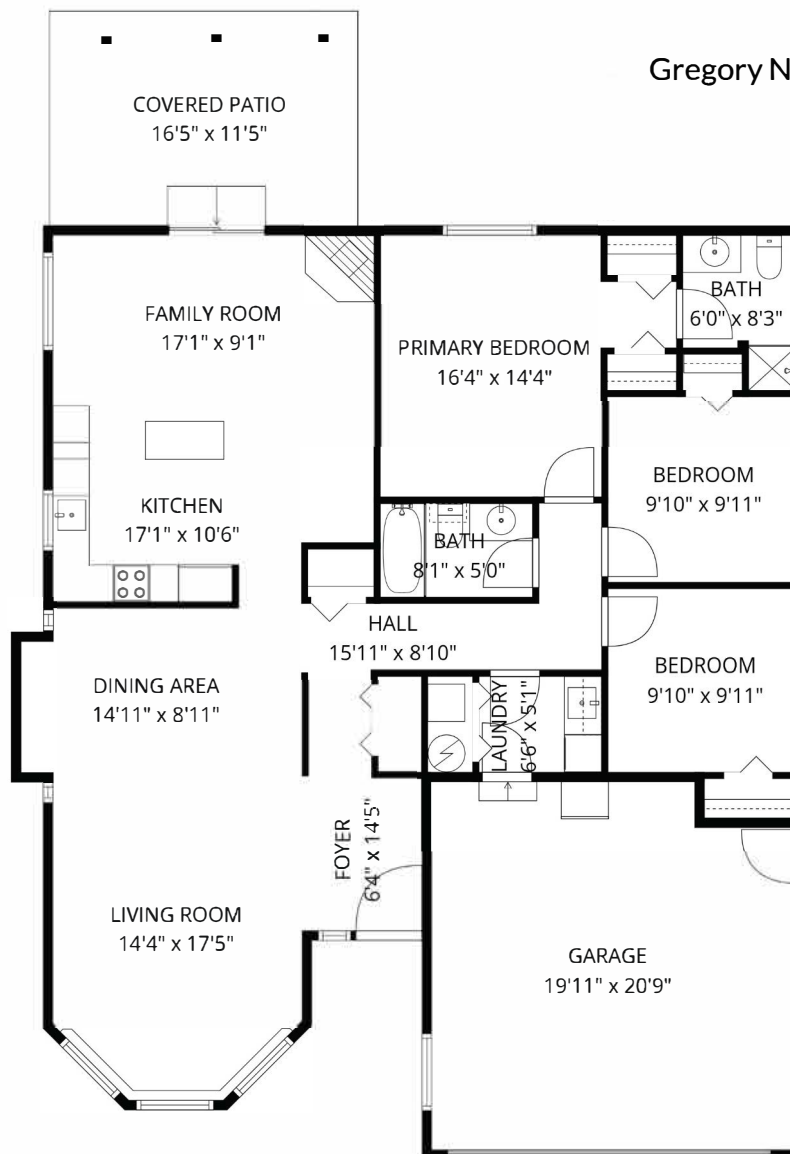 Gregory N
COVERED PATIO
16'5" x 11'5"
FAMILY ROOM
17'1" x 9'1"
PRIMARY BEDROOM
16'4" x 14'4"
BATH
6'0" x 8'3"
BEDROOM
9'10" x 9'11"
KITCHEN
17'1" x 10'6"
BATH
8'1" x 5'0"
HALL
15'11" x 8'10"
DINING AREA
14'11" x 8'11"
LAUNDRY
6'6" x 5'1"
BEDROOM
9'10" x 9'11"
FOYER
6'4" x 14'5"
LIVING ROOM
14'4" x 17'5"
GARAGE
19'11" x 20'9"